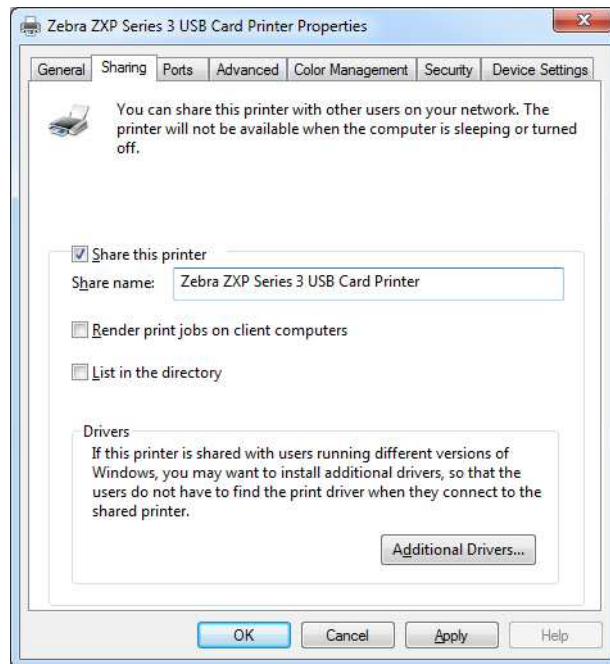 Zebra ZXP Series 3 USB Card Printer Properties
General Sharing Ports Advanced Color Management Security Device Settings
You can share this printer with other users on your network. The
printer will not be available when the computer is sleeping or turned
off.
Share this printer
Share name: Zebra ZXP Series 3 USB Card Printer
Render print jobs on client computers
List in the directory
Drivers
If this printer is shared with users running different versions of
Windows, you may want to install additional drivers, so that the
users do not have to find the print driver when they connect to the
shared printer.
Additional Drivers...
OK Cancel Apply Help